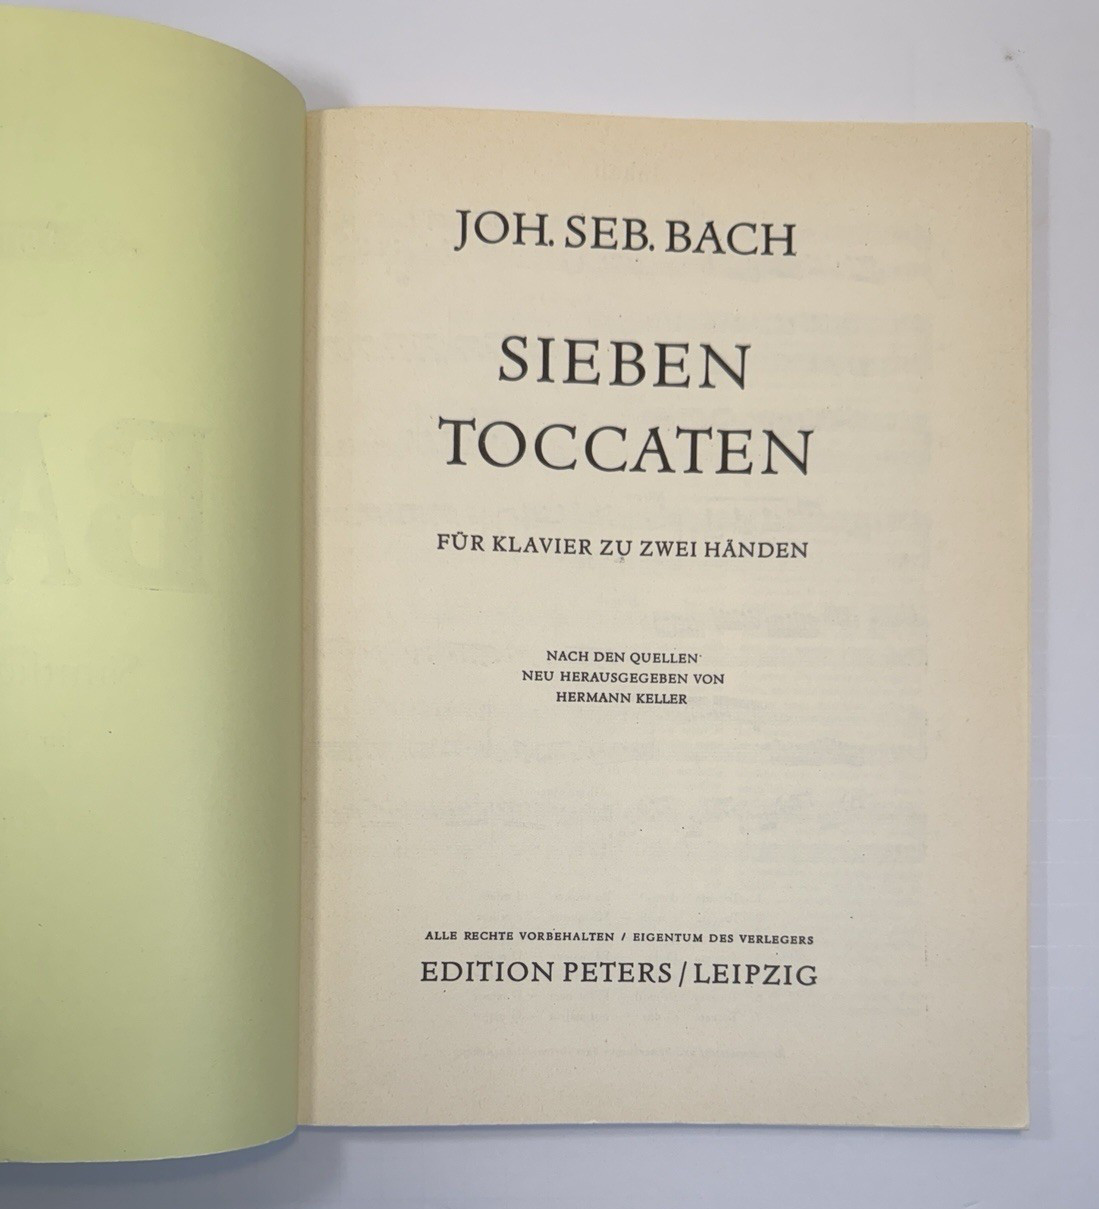 JOH. SEB. BACH
SIEBEN
TOCCATEN
FÜR KLAVIER ZU ZWEI HÄNDEN
NACH DEN QUELLEN
NEU HERAUSGEGEBEN VON
HERMANN KELLER
ALLE RECHTE VORBEHALTEN / EIGENTUM DES VERLEGERS
EDITION PETERS / LEIPZIG